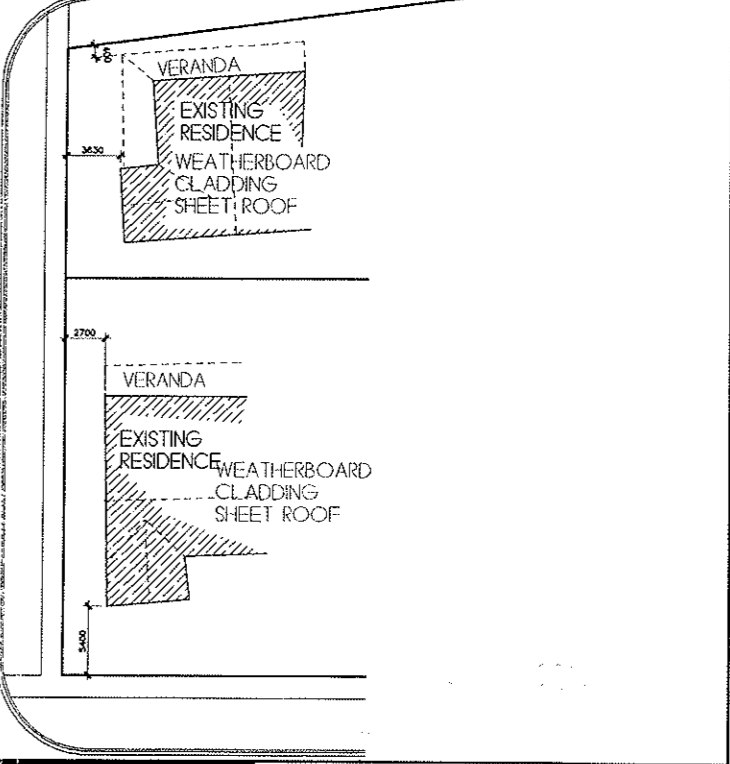 VERANDA
EXISTING
RESIDENCE
3630
WEATHERBOARD
CLADDING
SHEET ROOF
2700
VERANDA
EXISTING
RESIDENCE
WEATHERBOARD
CLADDING
SHEET ROOF
5400